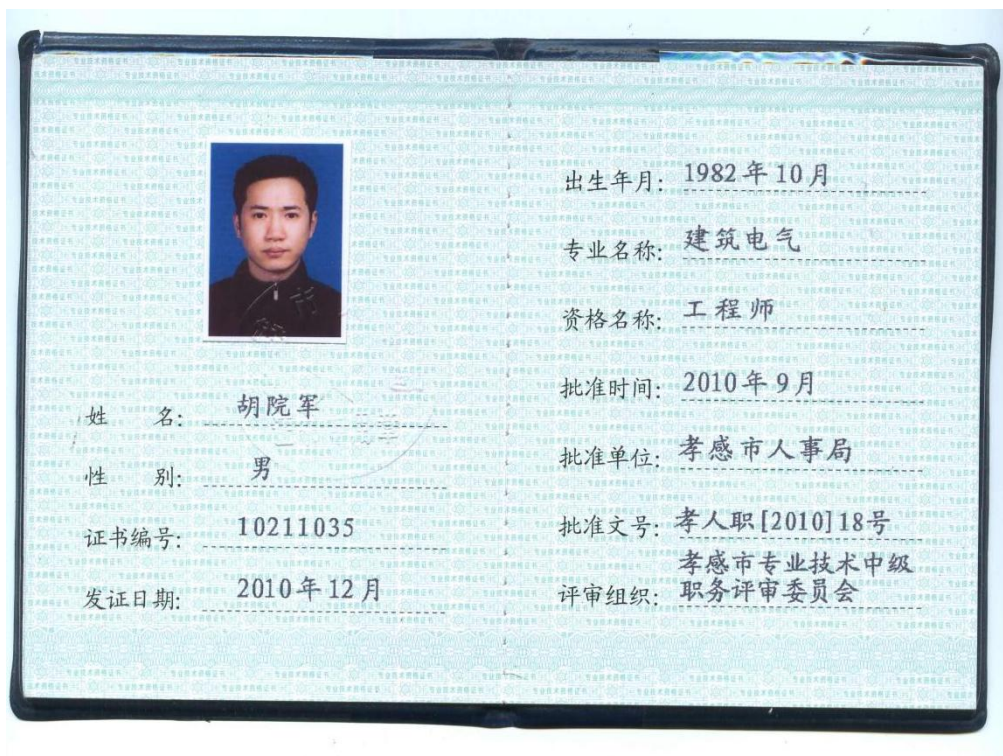 姓 名: 胡院军
性 别: 男
证书编号: 10211035
发证日期: 2010年12月
出生年月: 1982年10月
专业名称: 建筑电气
资格名称: 工程师
批准时间: 2010年9月
批准单位: 孝感市人事局
批准文号: 孝人职[2010]18号
孝感市专业技术中级
评审组织: 职务评审委员会